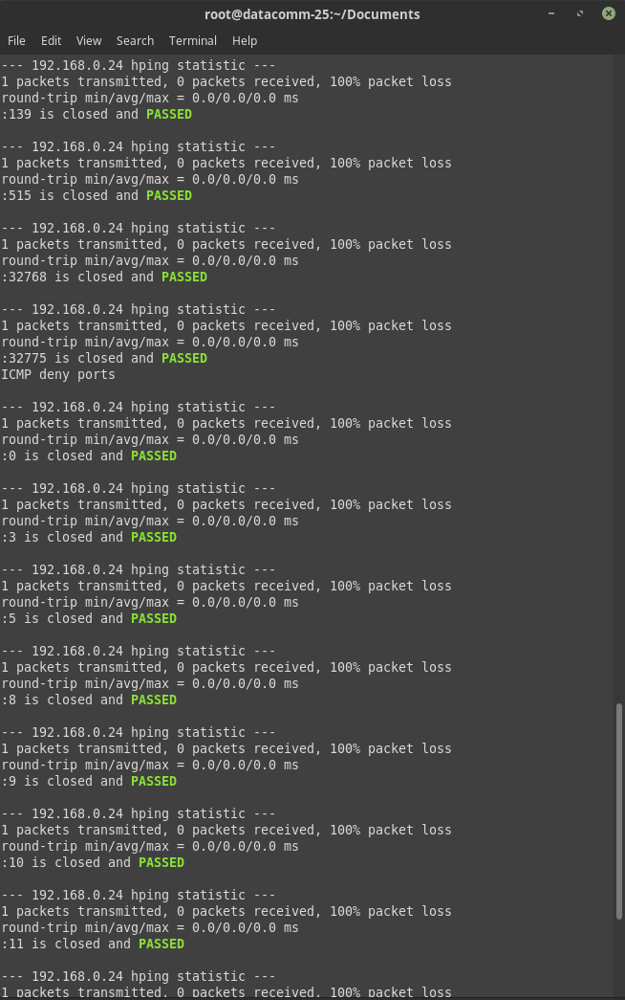 root@datacomm-25:~/Documents
File Edit View Search Terminal Help
--- 192.168.0.24 hping statistic ---
1 packets transmitted, 0 packets received, 100% packet loss
round-trip min/avg/max = 0.0/0.0/0.0 ms
:139 is closed and PASSED
--- 192.168.0.24 hping statistic ---
1 packets transmitted, 0 packets received, 100% packet loss
round-trip min/avg/max = 0.0/0.0/0.0 ms
:515 is closed and PASSED
--- 192.168.0.24 hping statistic ---
1 packets transmitted, 0 packets received, 100% packet loss
round-trip min/avg/max = 0.0/0.0/0.0 ms
:32768 is closed and PASSED
--- 192.168.0.24 hping statistic ---
1 packets transmitted, 0 packets received, 100% packet loss
round-trip min/avg/max = 0.0/0.0/0.0 ms
:32775 is closed and PASSED
ICMP deny ports
--- 192.168.0.24 hping statistic ---
1 packets transmitted, 0 packets received, 100% packet loss
round-trip min/avg/max = 0.0/0.0/0.0 ms
:0 is closed and PASSED
--- 192.168.0.24 hping statistic ---
1 packets transmitted, 0 packets received, 100% packet loss
round-trip min/avg/max = 0.0/0.0/0.0 ms
:3 is closed and PASSED
--- 192.168.0.24 hping statistic ---
1 packets transmitted, 0 packets received, 100% packet loss
round-trip min/avg/max = 0.0/0.0/0.0 ms
:5 is closed and PASSED
--- 192.168.0.24 hping statistic ---
1 packets transmitted, 0 packets received, 100% packet loss
round-trip min/avg/max = 0.0/0.0/0.0 ms
:8 is closed and PASSED
--- 192.168.0.24 hping statistic ---
1 packets transmitted, 0 packets received, 100% packet loss
round-trip min/avg/max = 0.0/0.0/0.0 ms
:9 is closed and PASSED
--- 192.168.0.24 hping statistic ---
1 packets transmitted, 0 packets received, 100% packet loss
round-trip min/avg/max = 0.0/0.0/0.0 ms
:10 is closed and PASSED
--- 192.168.0.24 hping statistic ---
1 packets transmitted, 0 packets received, 100% packet loss
round-trip min/avg/max = 0.0/0.0/0.0 ms
:11 is closed and PASSED
--- 192.168.0.24 hping statistic ---
1 packets transmitted, 0 packets received, 100% packet loss